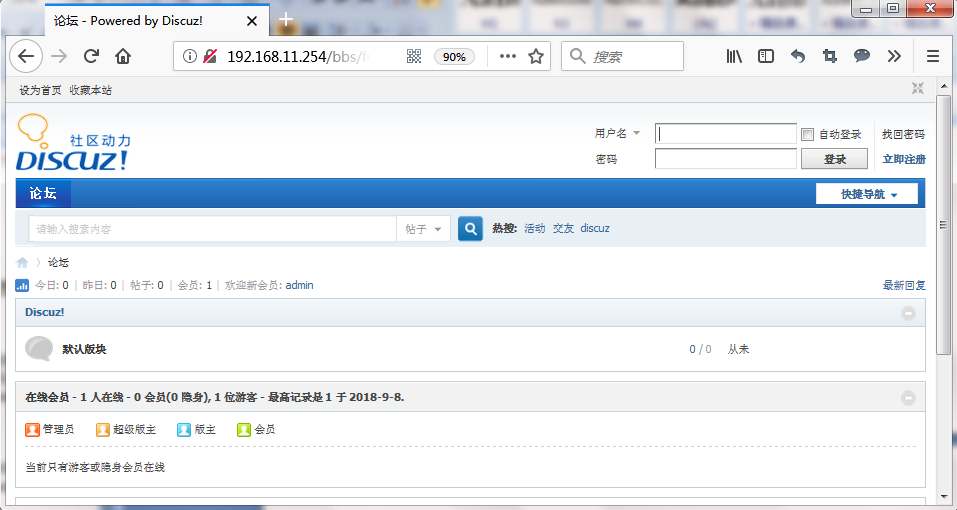 论坛 - Powered by Discuz!
192.168.11.254/bbs/f
90%
搜索
设为首页 收藏本站
社区动力
DISCUZ!
用户名
自动登录
找回密码
密码
登录
立即注册
论坛
快捷导航
请输入搜索内容
帖子
热搜: 活动 交友 discuz
论坛
今日: 0 | 昨日: 0 | 帖子: 0 | 会员: 1 | 欢迎新会员: admin
最新回复
Discuz!
默认版块
0 / 0
从未
在线会员 - 1 人在线 - 0 会员(0 隐身), 1 位游客 - 最高记录是 1 于 2018-9-8.
管理员 超级版主 版主 会员
当前只有游客或隐身会员在线